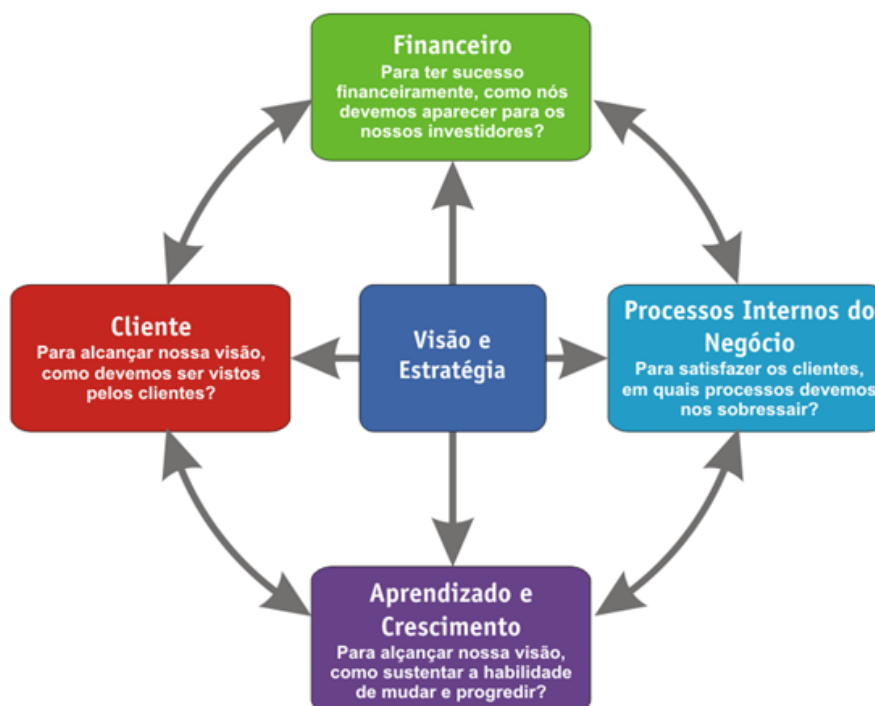 Financeiro
Para ter sucesso
financeiramente, como nós
devemos aparecer para os
nossos investidores?
Cliente
Para alcançar nossa visão,
como devemos ser vistos
pelos clientes?
Visão e
Estratégia
Processos Internos do
Negócio
Para satisfazer os clientes,
em quais processos devemos
nos sobressair?
Aprendizado e
Crescimento
Para alçançar nossa visão,
como sustentar a habilidade
de mudar e progredir?